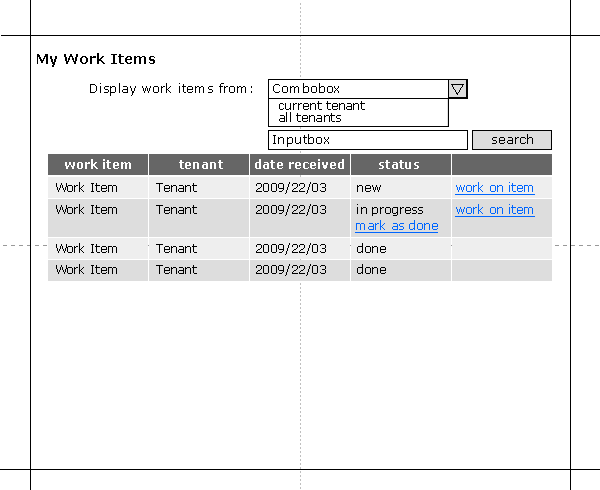 My Work Items
Display work items from: Combobox
current tenant
all tenants
Inputbox search
work item tenant date received status
Work Item Tenant 2009/22/03 new work on item
Work Item Tenant 2009/22/03 in progress work on item
mark as done
Work Item Tenant 2009/22/03 done
Work Item Tenant 2009/22/03 done